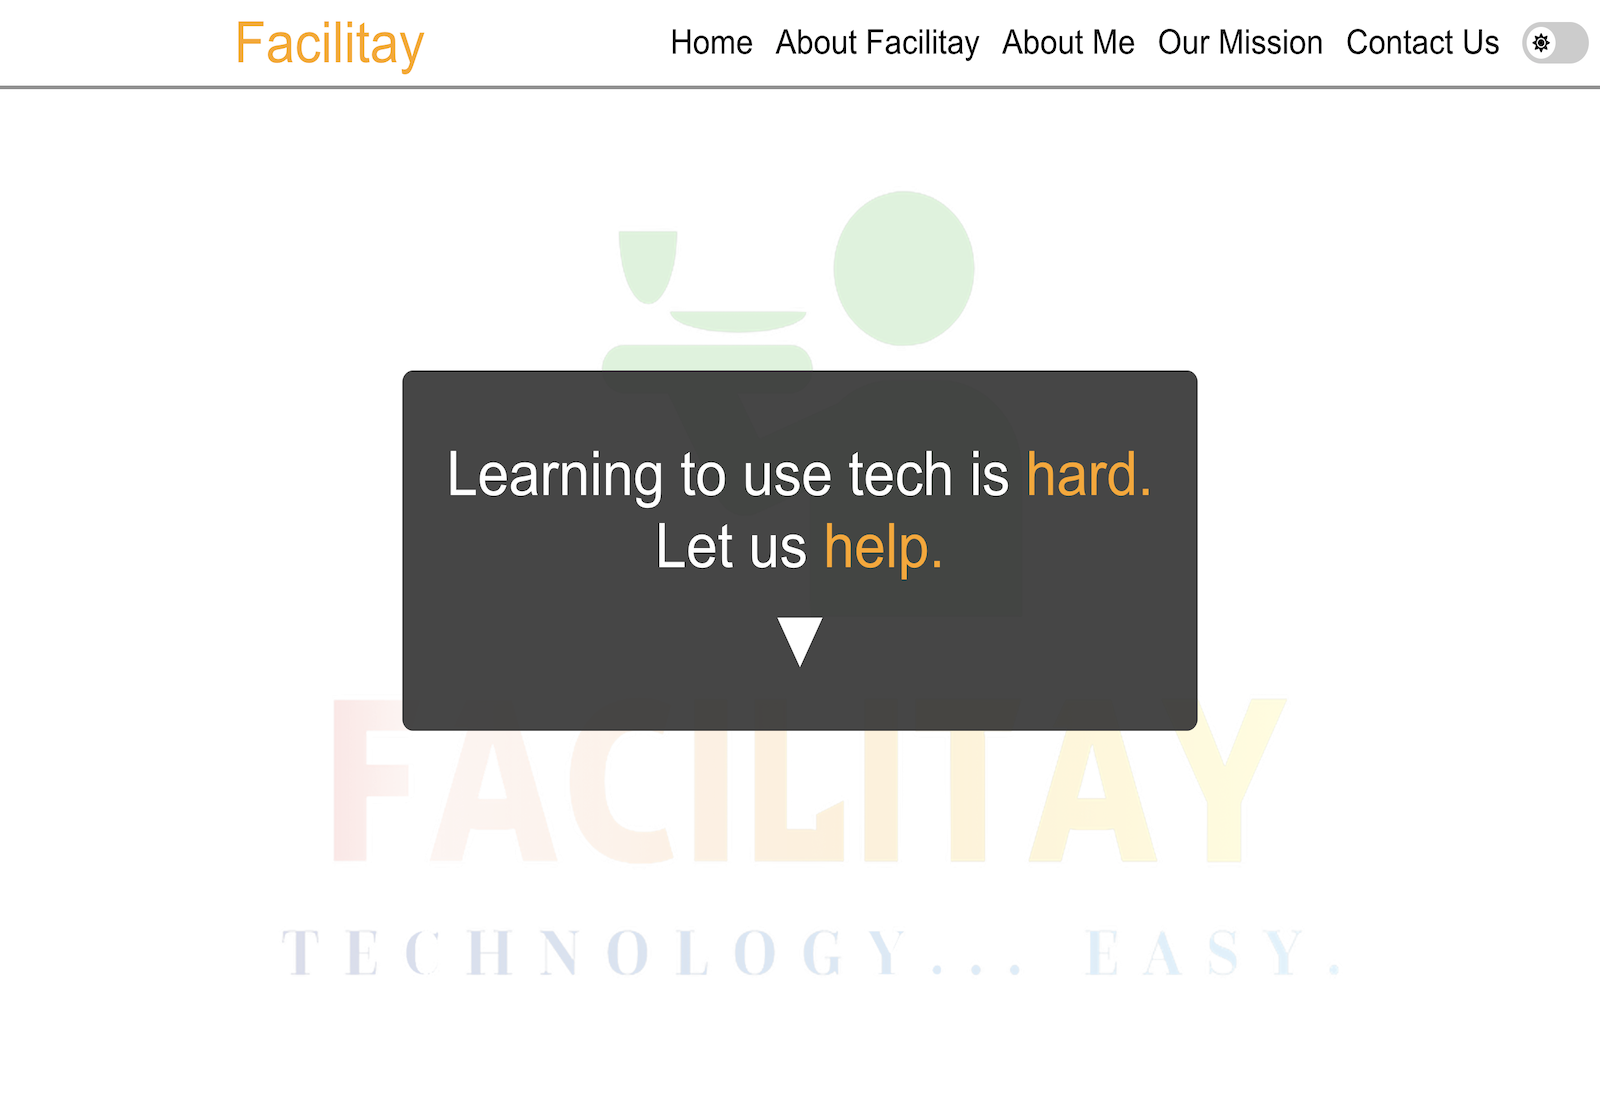 Facilitay
Home About Facilitay About Me Our Mission Contact Us
Learning to use tech is hard.
Let us help.
FACILITAY
TECHNOLOGY... EASY.